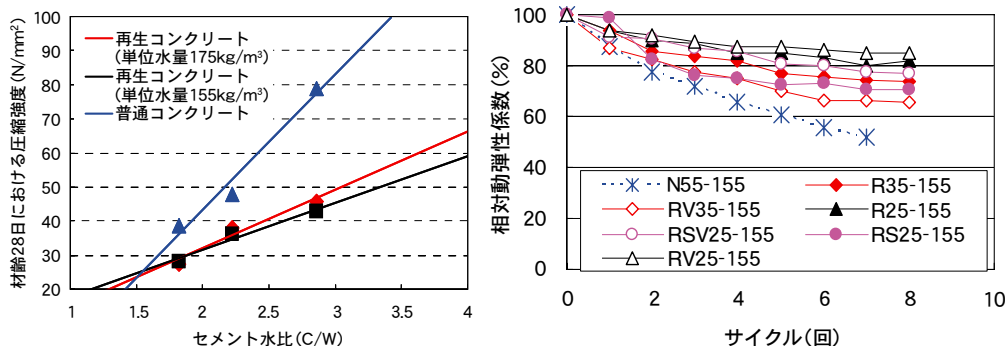 材齢28日における圧縮強度(N/mm²)
100
90
80
70
60
50
40
30
20
再生コンクリート
(単位水量175kg/m³)
再生コンクリート
(単位水量155kg/m³)
普通コンクリート
1
1.5
2
2.5
3
3.5
4
セメント水比(C/W)
相対動弾性係数(%)
100
80
60
40
20
0
N55-155
R35-155
RV35-155
R25-155
RSV25-155
RS25-155
RV25-155
0
2
4
6
8
10
サイクル(回)